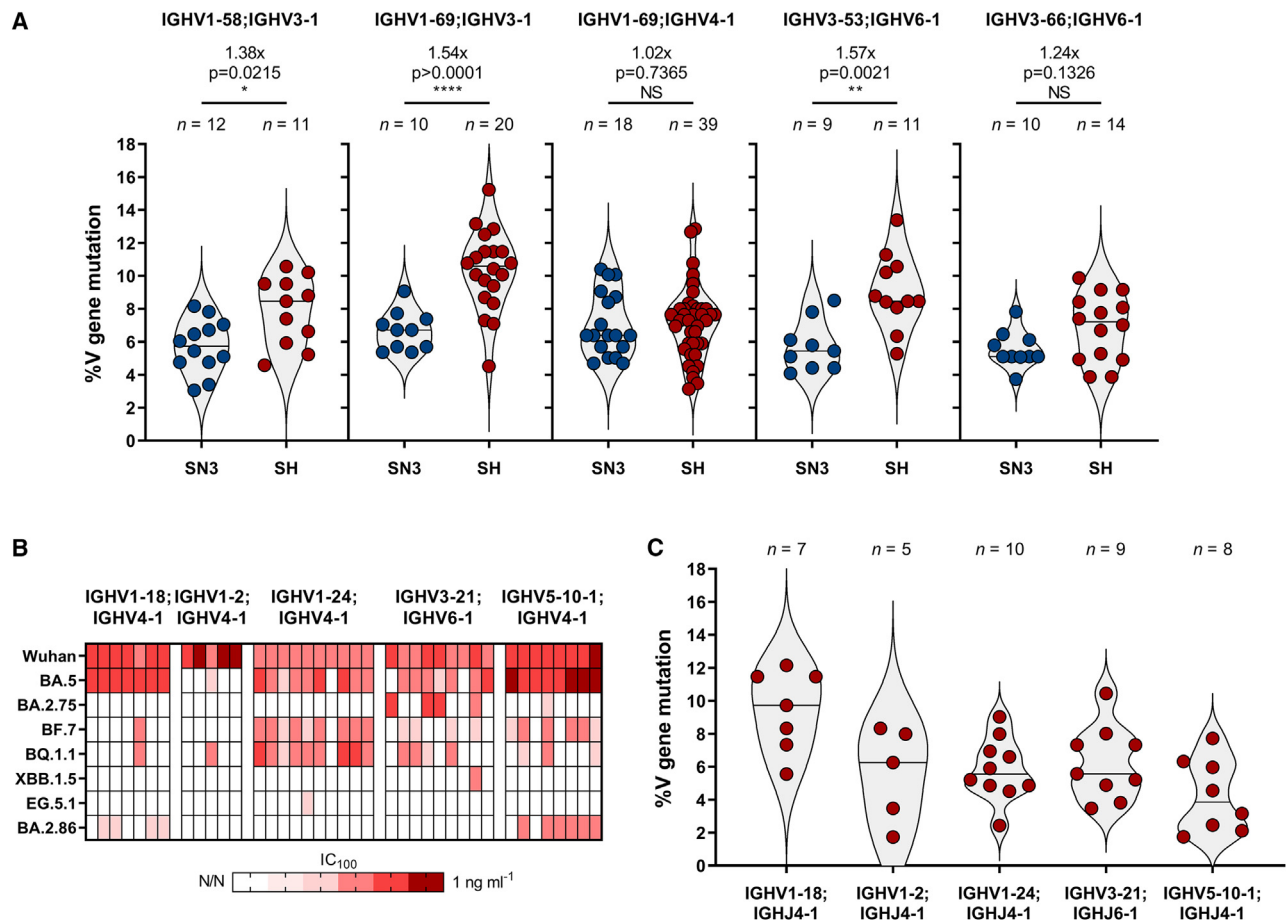 A
IGHV1-58;IGHV3-1 IGHV1-69;IGHV3-1 IGHV1-69;IGHV4-1 IGHV3-53;IGHV6-1 IGHV3-66;IGHV6-1
1.38x 1.54x 1.02x 1.57x 1.24x
p=0.0215 p>0.0001 p=0.7365 p=0.0021 p=0.1326
* **** NS ** NS
n = 12 n = 11 n = 10 n = 20 n = 18 n = 39 n = 9 n = 11 n = 10 n = 14
%V gene mutation
18
16
14
12
10
8
6
4
2
0
SN3 SH SN3 SH SN3 SH SN3 SH SN3 SH
B
IGHV1-18; IGHV1-2; IGHV1-24; IGHV3-21; IGHV5-10-1;
IGHV4-1 IGHV4-1 IGHV4-1 IGHV6-1 IGHV4-1
Wuhan
BA.5
BA.2.75
BF.7
BQ.1.1
XBB.1.5
EG.5.1
BA.2.86
IC100
N/N 1 ng ml-1
C
n = 7 n = 5 n = 10 n = 9 n = 8
%V gene mutation
18
16
14
12
10
8
6
4
2
0
IGHV1-18; IGHV1-2; IGHV1-24; IGHV3-21; IGHV5-10-1;
IGHJ4-1 IGHJ4-1 IGHJ4-1 IGHJ6-1 IGHJ4-1